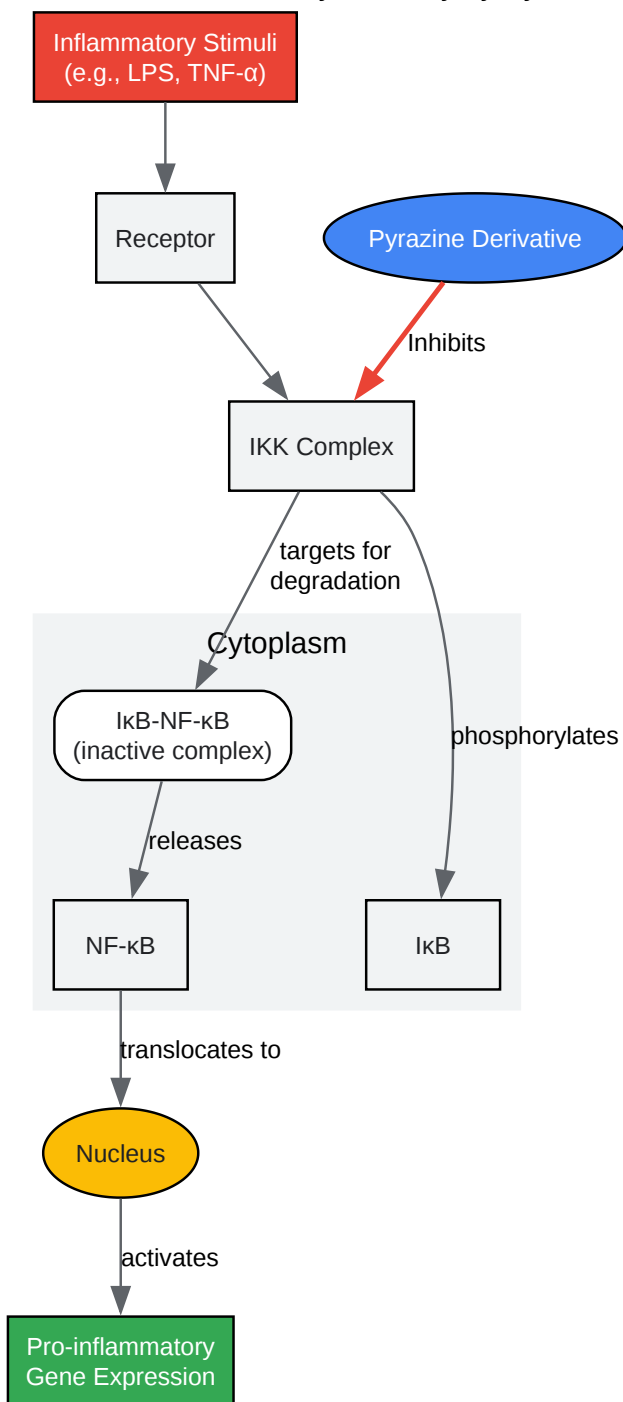 Inflammatory Stimuli
(e.g., LPS, TNF-α)
Receptor
Pyrazine Derivative
Inhibits
IKK Complex
targets for
degradation
Cytoplasm
IκB-NF-κB
(inactive complex)
phosphorylates
releases
NF-κB
IκB
translocates to
Nucleus
activates
Pro-inflammatory
Gene Expression